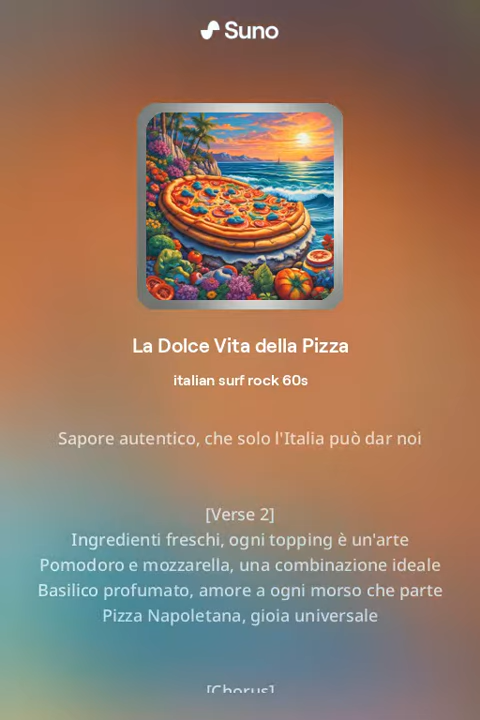 Suno
La Dolce Vita della Pizza
italian surf rock 60s
Sapore autentico, che solo l'Italia può dar noi
[Verse 2]
Ingredienti freschi, ogni topping è un'arte
Pomodoro e mozzarella, una combinazione ideale
Basilico profumato, amore a ogni morso che parte
Pizza Napoletana, gioia universale
[Chorus]